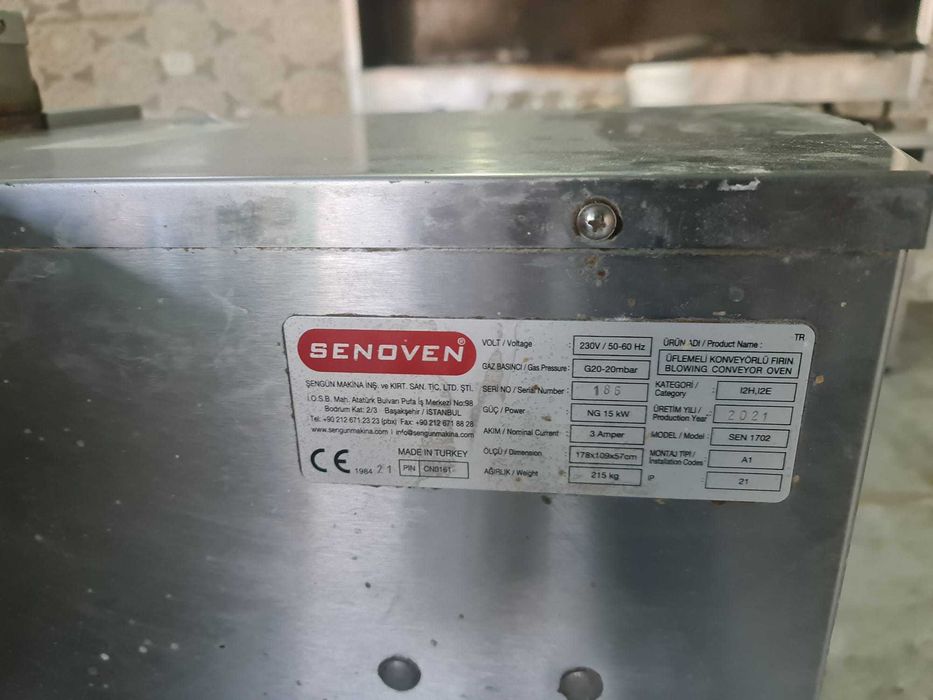 SENOVEN®
ŞENGÜN MAKİNA İNŞ. ve KIRT. SAN. TİC. LTD. ŞTİ.
İ.O.S.B. Mah. Atatürk Bulvarı Pufa İş Merkezi No:98
Bodrum Kat: 2/3 Başakşehir / İSTANBUL
Tel.: +90 212 671 23 23 (pbx) Fax: +90 212 671 88 28
www.sengunmakina.com | info@sengunmakina.com
CE 1984 21
MADE IN TURKEY
PIN CN0161
VOLT / Voltage : 230V / 50-60 Hz
GAZ BASINCI / Gas Pressure : G20-20mbar
SERİ NO / Serial Number : 186
GÜÇ / Power : NG 15 kW
AKIM / Nominal Current : 3 Amper
ÖLÇÜ / Dimension : 178x109x57cm
AĞIRLIK / Weight : 215 kg
TR
ÜRÜN ADI / Product Name :
ÜFLEMELİ KONVEYÖRLÜ FIRIN
BLOWING CONVEYOR OVEN
KATEGORİ / Category : I2H,I2E
ÜRETİM YILI / Production Year : 2021
MODEL / Model : SEN 1702
MONTAJ TİPİ / Installation Codes : A1
IP : 21